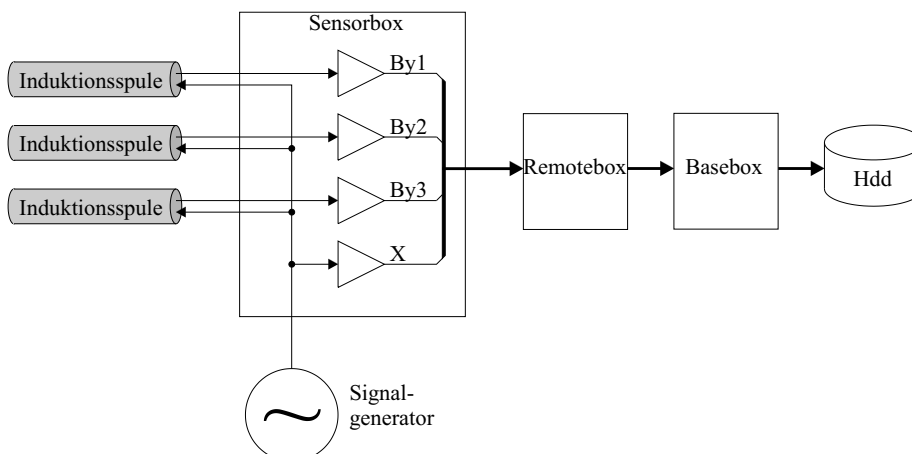 Sensorbox
Induktionsspule
By1
Induktionsspule
By2
Induktionsspule
By3
X
Remotebox
Basebox
Hdd
Signal-
generator